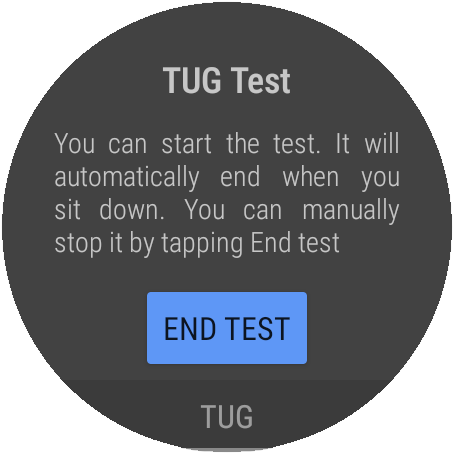 TUG Test
You can start the test. It will
automatically end when you
sit down. You can manually
stop it by tapping End test
END TEST
TUG